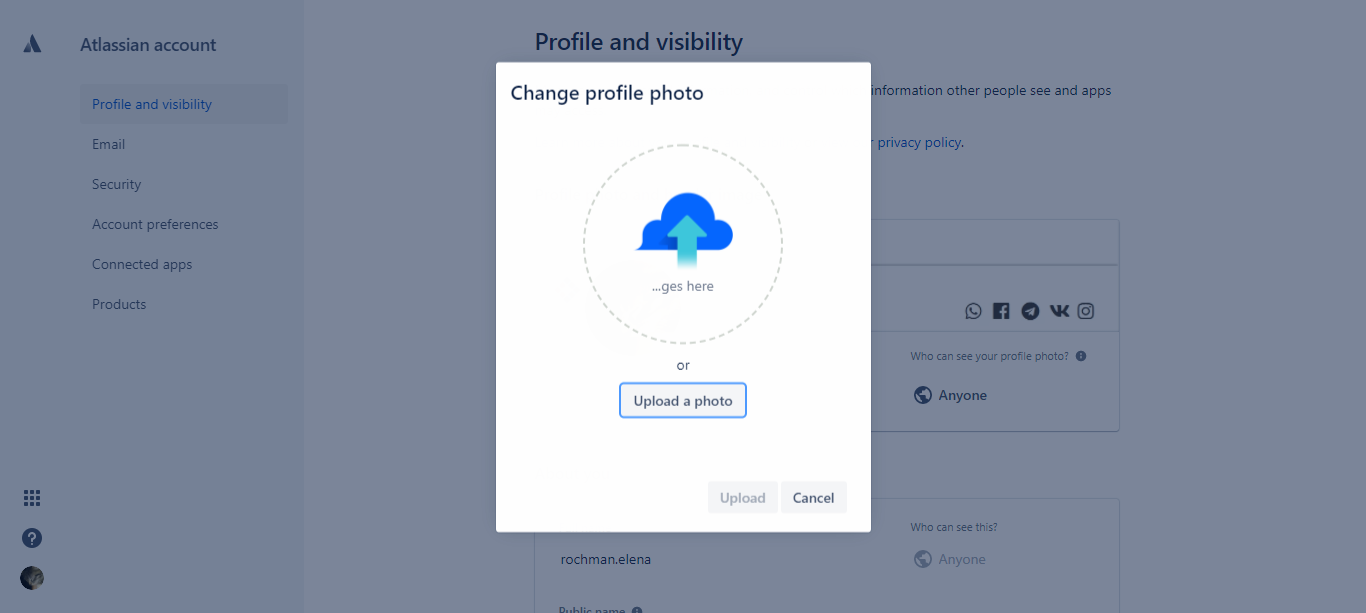 Atlassian account
Profile and visibility
Email
Security
Account preferences
Connected apps
Products
Profile and visibility
information other people see and apps
privacy policy.
Change profile photo
...ges here
or
Upload a photo
Upload
Cancel
Who can see your profile photo?
Anyone
Who can see this?
rochman.elena
Anyone
Public name